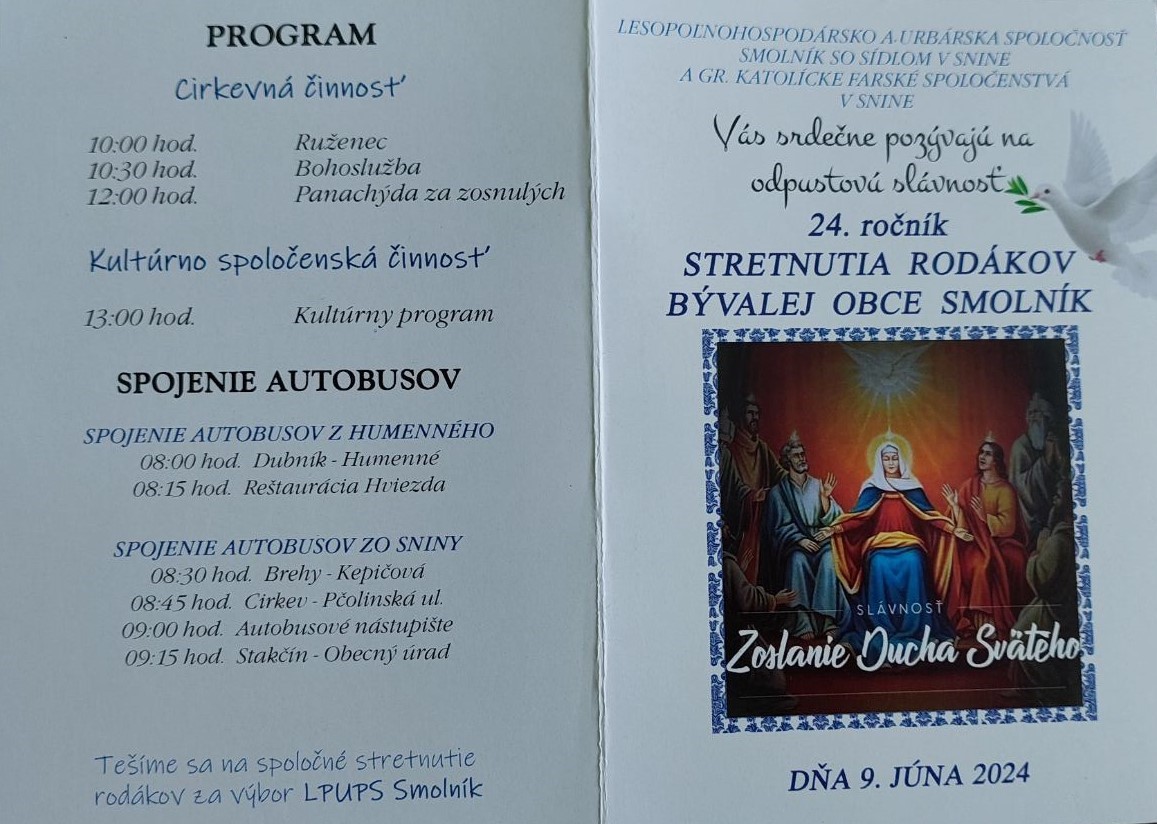 PROGRAM
Cirkevná činnosť
10:00 hod. Ruženec
10:30 hod. Bohoslužba
12:00 hod. Panachýda za zosnulých
Kultúrno spoločenská činnosť
13:00 hod. Kultúrny program
SPOJENIE AUTOBUSOV
SPOJENIE AUTOBUSOV Z HUMENNÉHO
08:00 hod. Dubník - Humenné
08:15 hod. Reštaurácia Hviezda
SPOJENIE AUTOBUSOV ZO SNINY
08:30 hod. Brehy - Kepičová
08:45 hod. Cirkev - Pčolinská ul.
09:00 hod. Autobusové nástupište
09:15 hod. Stakčín - Obecný úrad
Tešíme sa na spoločné stretnutie
rodákov za výbor LPUPS Smolník
LESOPOĽNOHOSPODÁRSKO A URBÁRSKA SPOLOČNOSŤ
SMOLNÍK SO SÍDLOM V SNINE
A GR. KATOLÍCKE FARSKÉ SPOLOČENSTVÁ
V SNINE
Vás srdečne pozývajú na
odpustovú slávnosť
24. ročník
STRETNUTIA RODÁKOV
BÝVALEJ OBCE SMOLNÍK
SLÁVNOSŤ
Zoslanie Ducha Svätého
DŇA 9. JÚNA 2024